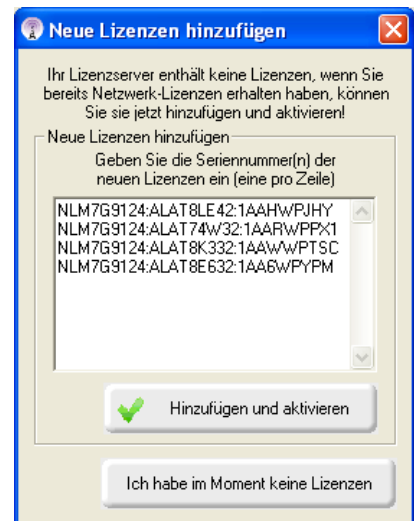 Neue Lizenzen hinzufügen
Ihr Lizenzserver enthält keine Lizenzen, wenn Sie
bereits Netzwerk-Lizenzen erhalten haben, können
Sie sie jetzt hinzufügen und aktivieren!
Neue Lizenzen hinzufügen
Geben Sie die Seriennummer(n) der
neuen Lizenzen ein (eine pro Zeile)
NLM7G9124:ALAT8LE42:1AAHWPJHY
NLM7G9124:ALAT74W32:1AARWPPX1
NLM7G9124:ALAT8K332:1AAWWPTSC
NLM7G9124:ALAT8E632:1AA6WPYPM
Hinzufügen und aktivieren
Ich habe im Moment keine Lizenzen